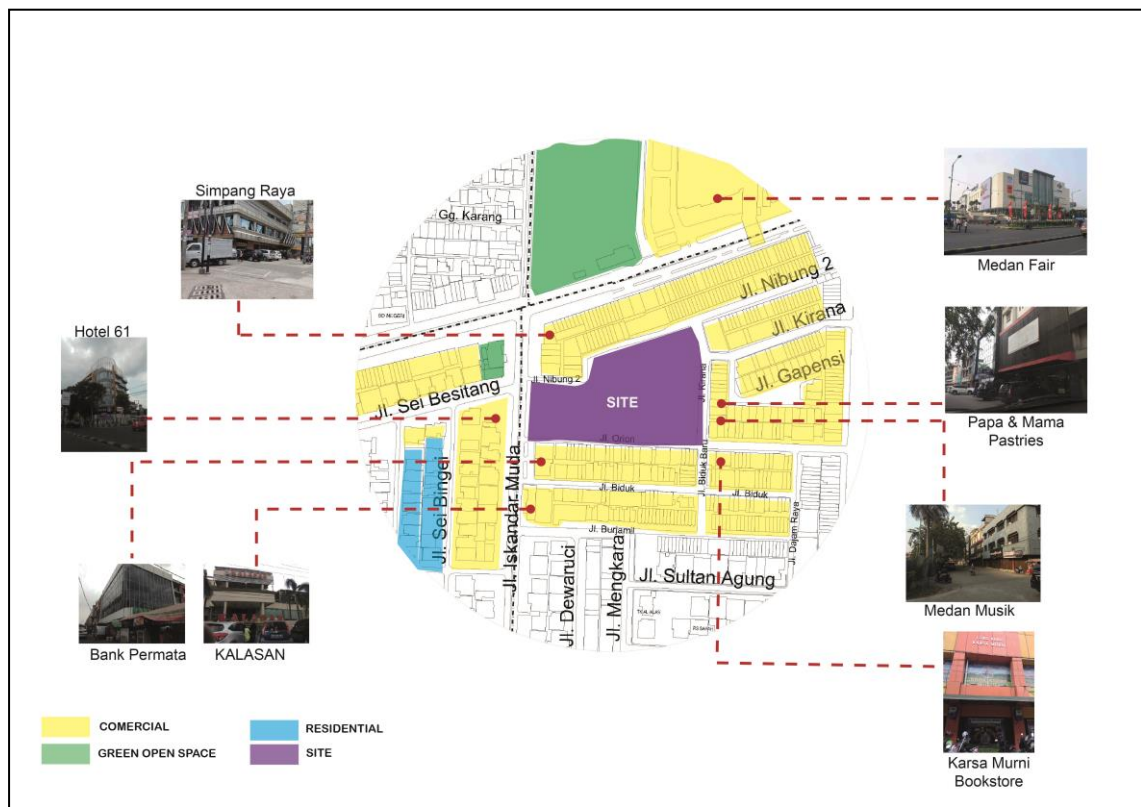 Simpang Raya
Hotel 61
Bank Permata
KALASAN
Gg. Karang
Jl. Nibung 2
Jl. Kirana
Jl. Gapensi
Jl. Nibung 2
Jl. Kirana
Jl. Sei Besitang
SITE
Jl. Orion
Jl. Biduk Baru
Jl. Biduk
Jl. Biduk
Jl. Burjamil
Jl. Sei Bingei
Jl. Iskandar Muda
Jl. Dewaruci
Jl. Mengkara
Jl. Sultan Agung
Jl. Dajam Raya
Medan Fair
Papa & Mama
Pastries
Medan Musik
Karsa Murni
Bookstore
COMERCIAL
GREEN OPEN SPACE
RESIDENTIAL
SITE